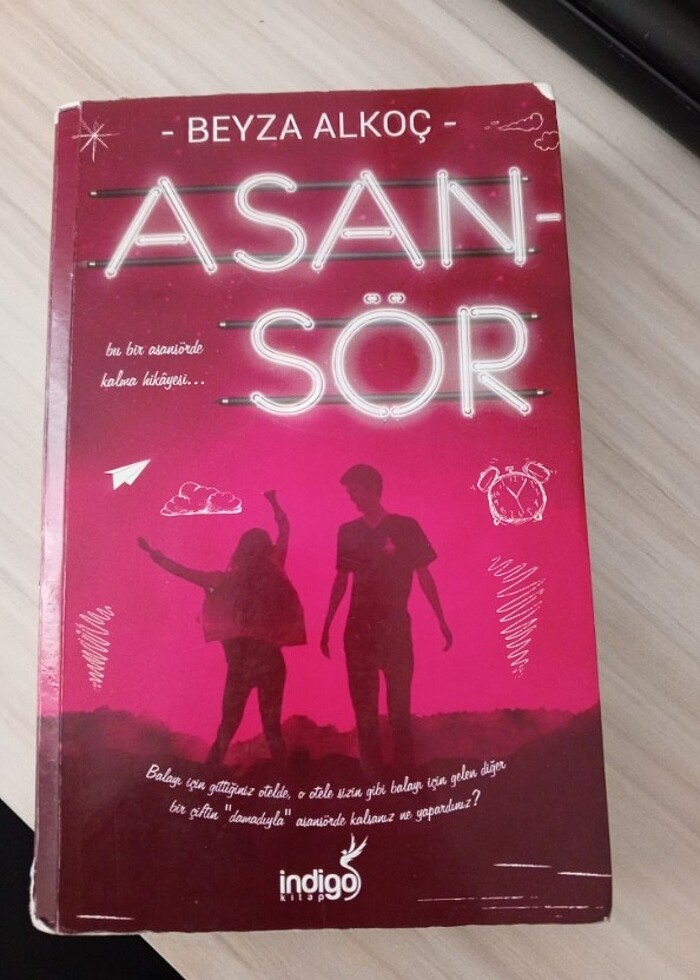 - BEYZA ALKOÇ -
ASAN-
SÖR
bu bir asansörde
kalma hikâyesi...
Balayı için gittiğiniz otelde, o otele sizin gibi balayı için gelen diğer
bir çiftin "damadıyla" asansörde kalsanız ne yapardınız?
indigo
kitap